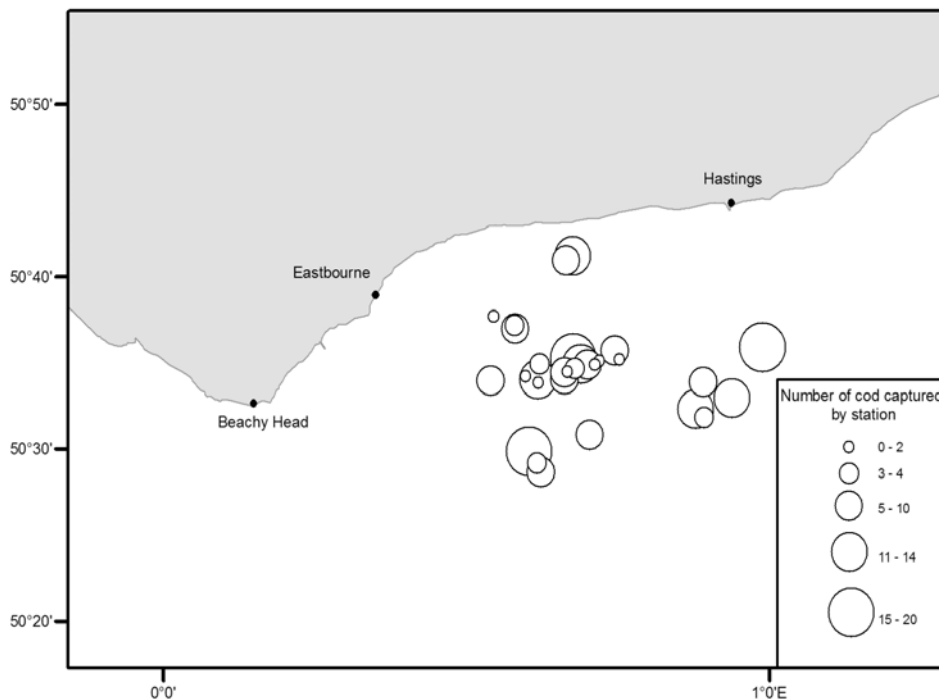 50°50'
Hastings
50°40'
Eastbourne
Beachy Head
50°30'
50°20'
Number of cod captured
by station
0 - 2
3 - 4
5 - 10
11 - 14
15 - 20
0°0'
1°0'E